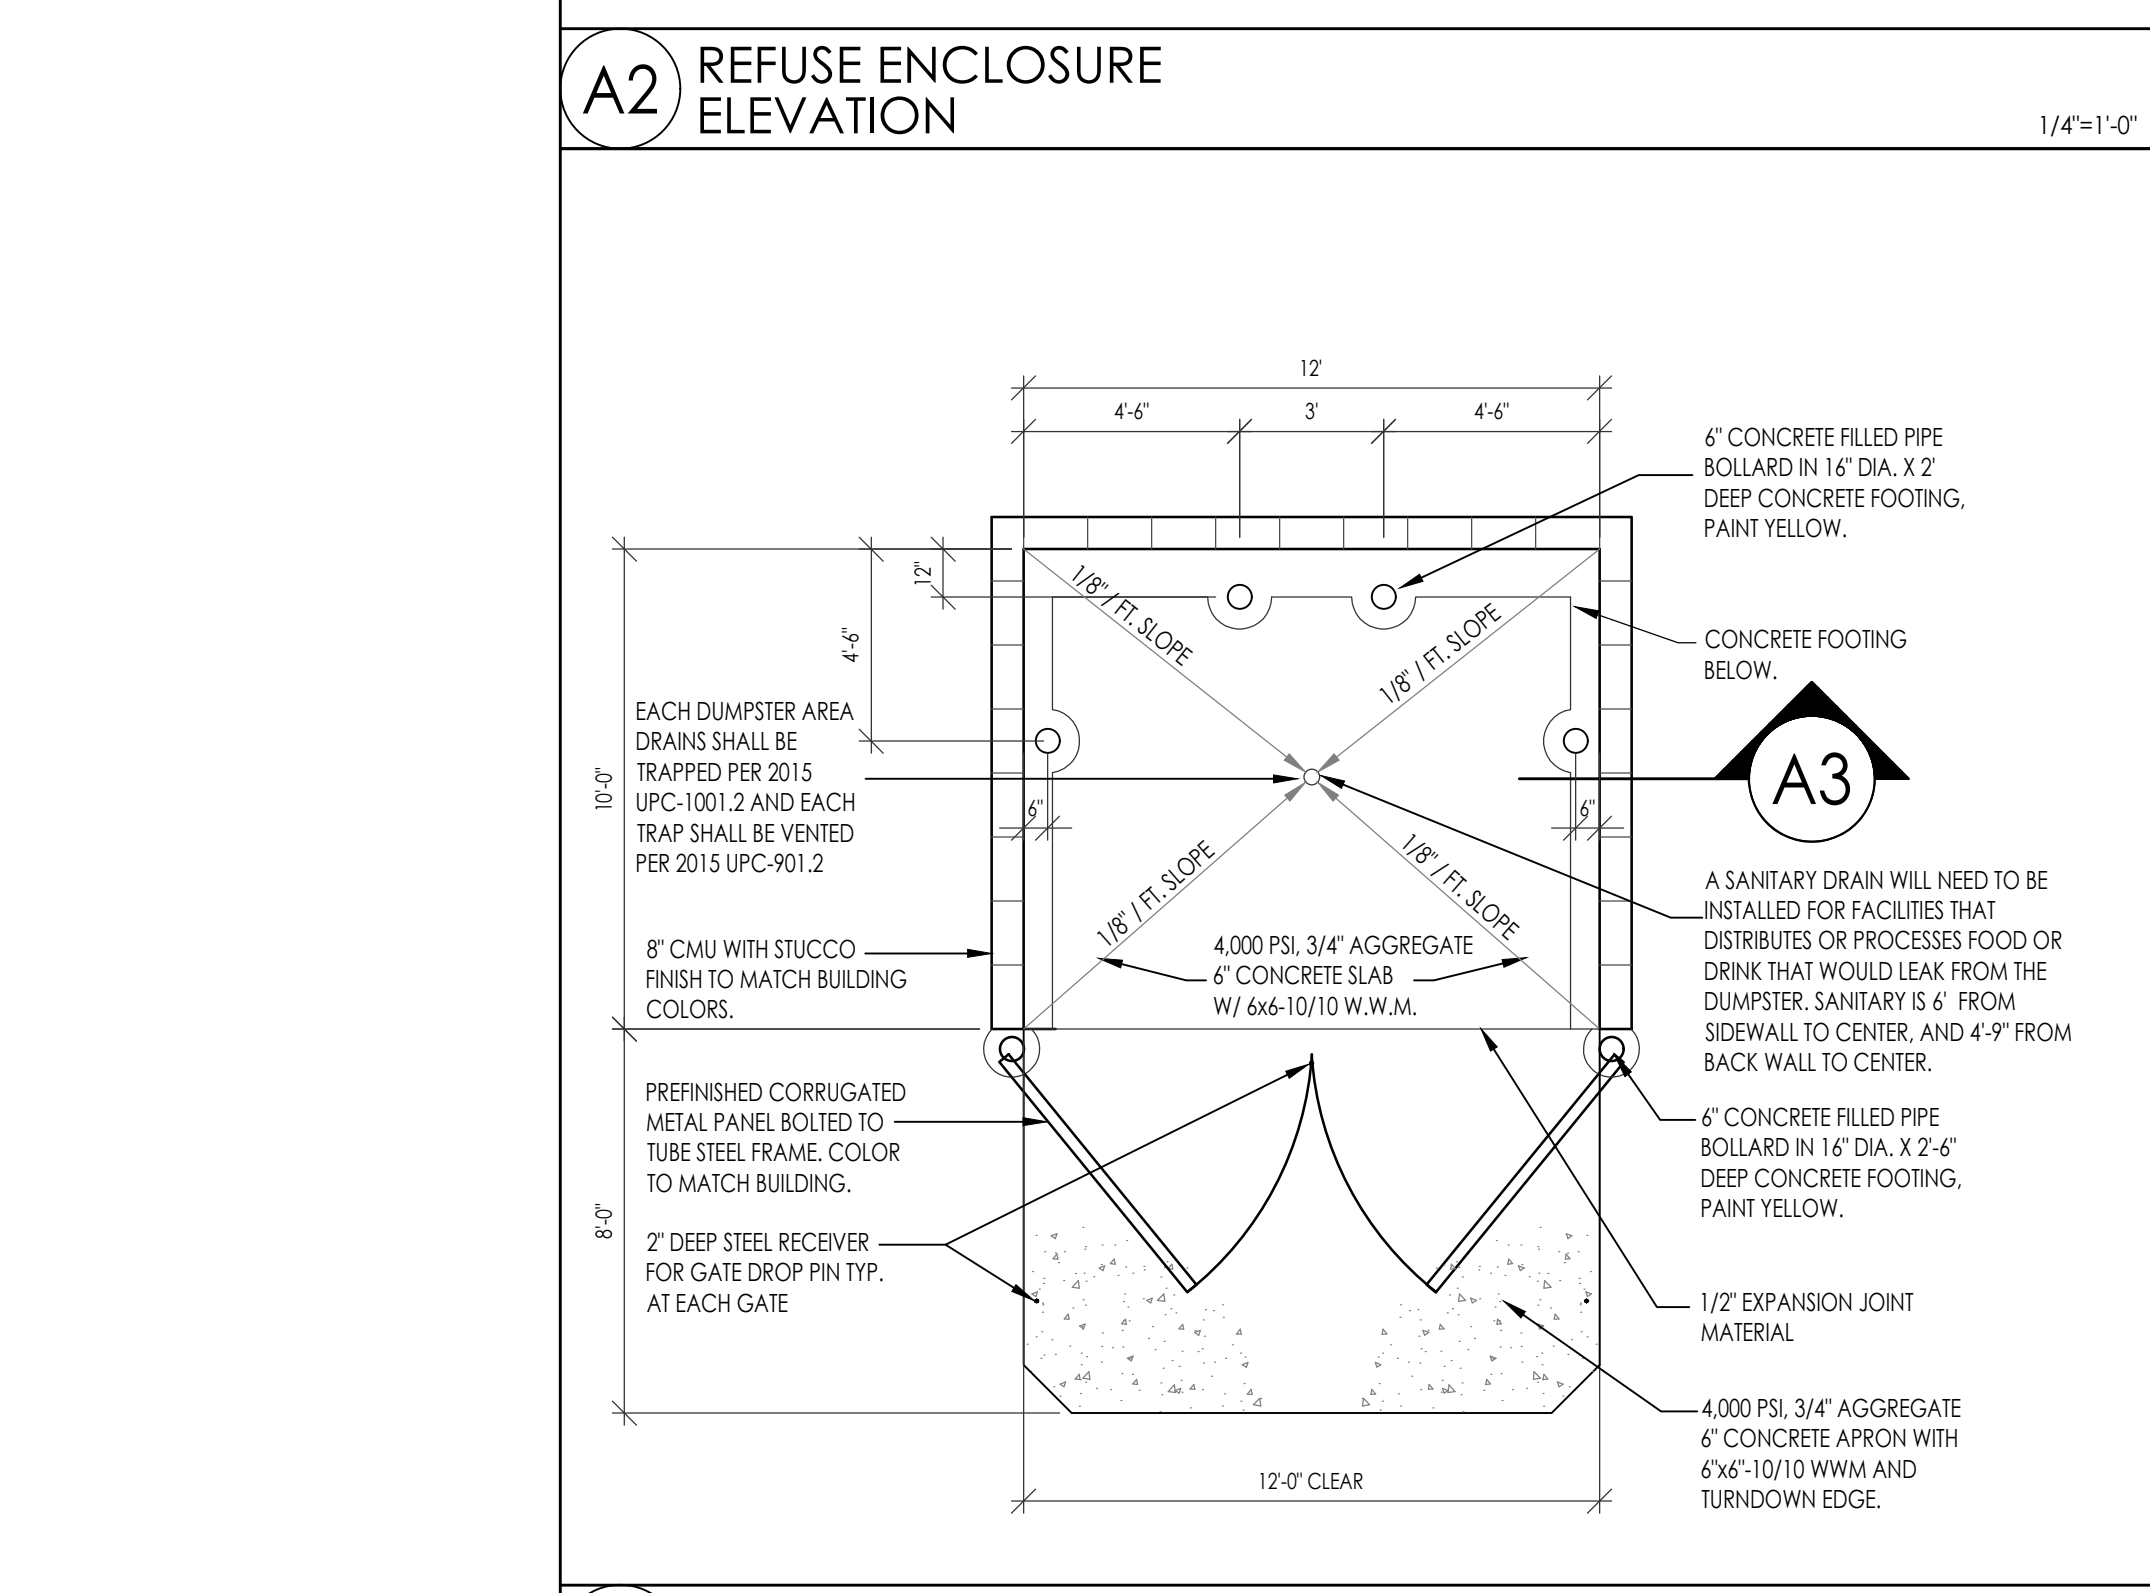 A2
REFUSE ENCLOSURE
ELEVATION
1/4"=1'-0"
12'
4'-6"
3'
4'-6"
6" CONCRETE FILLED PIPE
BOLLARD IN 16" DIA. X 2'
DEEP CONCRETE FOOTING,
PAINT YELLOW.
12"
4'-6"
1/8" / FT. SLOPE
1/8" / FT. SLOPE
CONCRETE FOOTING
BELOW.
EACH DUMPSTER AREA
DRAINS SHALL BE
TRAPPED PER 2015
UPC-1001.2 AND EACH
TRAP SHALL BE VENTED
PER 2015 UPC-901.2
10'-0"
6"
6"
A3
1/8" / FT. SLOPE
1/8" / FT. SLOPE
A SANITARY DRAIN WILL NEED TO BE
INSTALLED FOR FACILITIES THAT
DISTRIBUTES OR PROCESSES FOOD OR
DRINK THAT WOULD LEAK FROM THE
DUMPSTER. SANITARY IS 6' FROM
SIDEWALL TO CENTER, AND 4'-9" FROM
BACK WALL TO CENTER.
8" CMU WITH STUCCO
FINISH TO MATCH BUILDING
COLORS.
4,000 PSI, 3/4" AGGREGATE
6" CONCRETE SLAB
W/ 6x6-10/10 W.W.M.
PREFINISHED CORRUGATED
METAL PANEL BOLTED TO
TUBE STEEL FRAME. COLOR
TO MATCH BUILDING.
6" CONCRETE FILLED PIPE
BOLLARD IN 16" DIA. X 2'-6"
DEEP CONCRETE FOOTING,
PAINT YELLOW.
8'-0"
2" DEEP STEEL RECEIVER
FOR GATE DROP PIN TYP.
AT EACH GATE
1/2" EXPANSION JOINT
MATERIAL
4,000 PSI, 3/4" AGGREGATE
6" CONCRETE APRON WITH
6"x6"-10/10 WWM AND
TURNDOWN EDGE.
12'-0" CLEAR